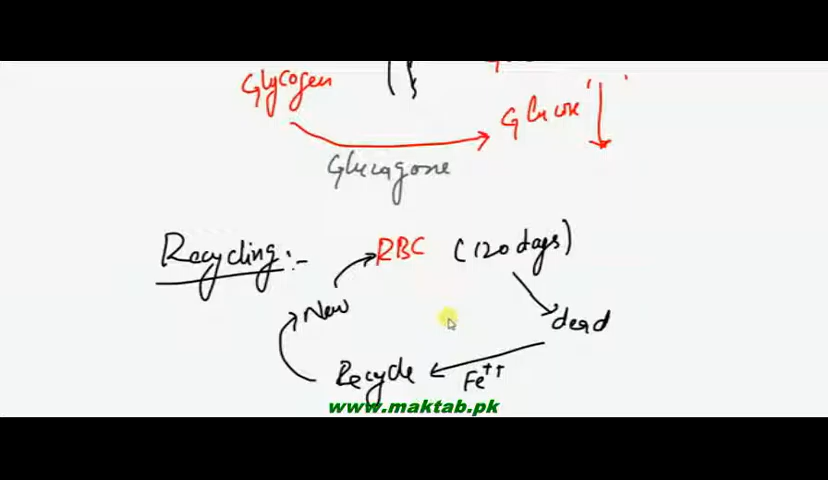 Glycogen
Glucose
Glucagone
Recycling:-
RBC (120 days)
New
dead
Recycle
Fe++
www.maktab.pk